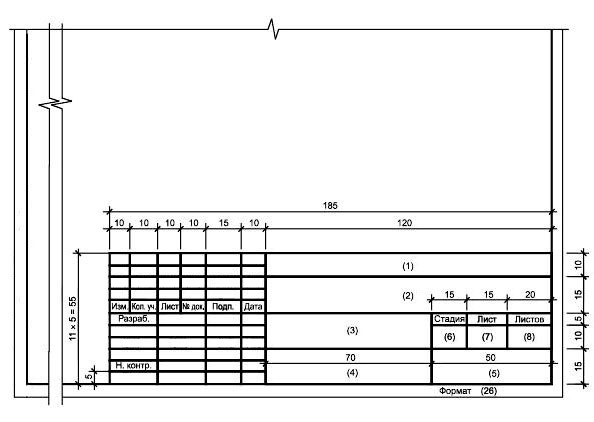 185
10 10 10 10 15 10 120
(1) 10
(2) 15 15 20 15
Изм. Кол. уч. Лист № док. Подп. Дата
11 × 5 = 55
Разраб. Стадия Лист Листов 5
(3) (6) (7) (8) 10
70 50
Н. контр. (4) (5) 15
5
Формат (26)